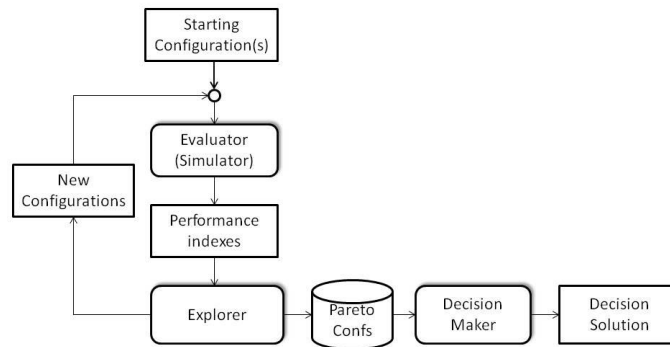 Starting
Configuration(s)
Evaluator
(Simulator)
New
Configurations
Performance
indexes
Explorer
Pareto
Confs
Decision
Maker
Decision
Solution